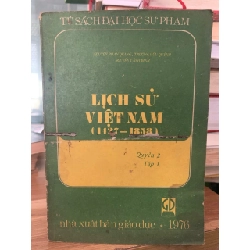 TỦ SÁCH ĐẠI HỌC SƯ PHẠM
LỊCH SỬ
VIỆT NAM
(1427—1858)
Quyển 2
Tập 1
GD
nhà xuất bản giáo dục - 1976